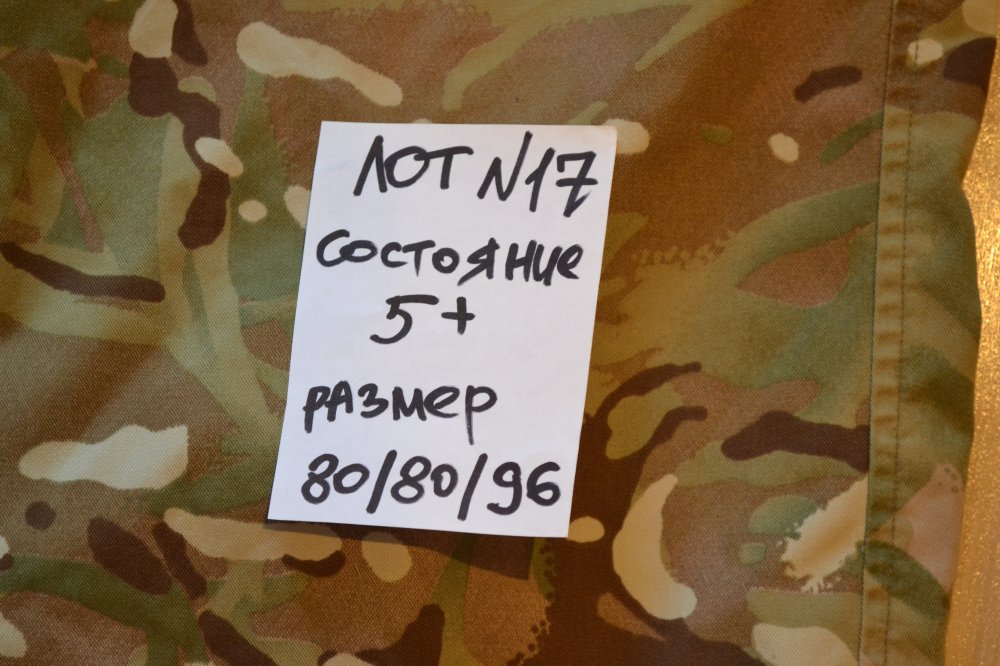 ЛОТ N17
состояние
5+
размер
80/80/96